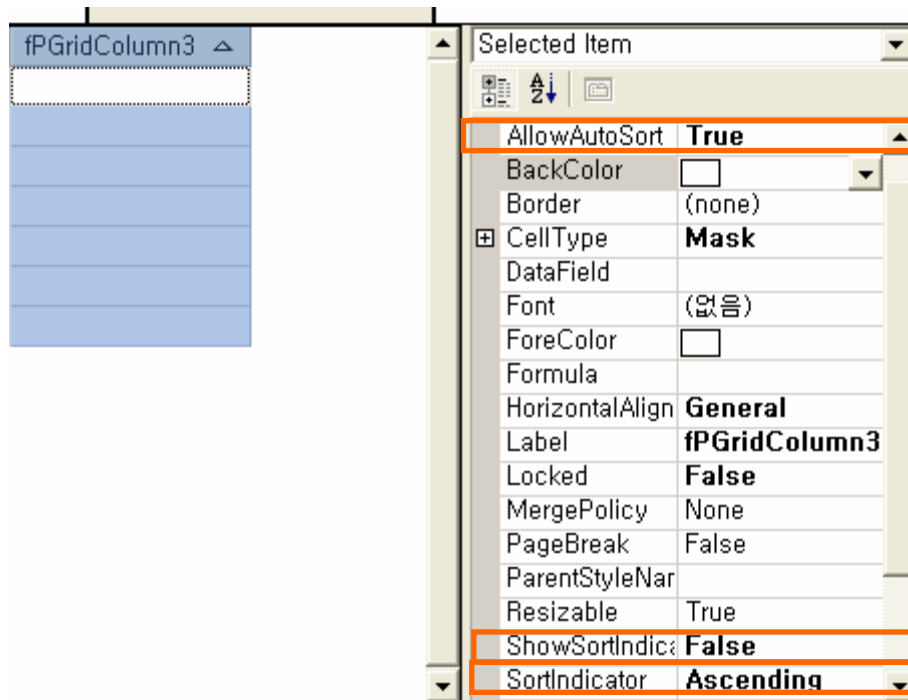 fPGridColumn3
Selected Item
AllowAutoSort True
BackColor
Border (none)
CellType Mask
DataField
Font (없음)
ForeColor
Formula
HorizontalAlign General
Label fPGridColumn3
Locked False
MergePolicy None
PageBreak False
ParentStyleNar
Resizable True
ShowSortIndica False
SortIndicator Ascending